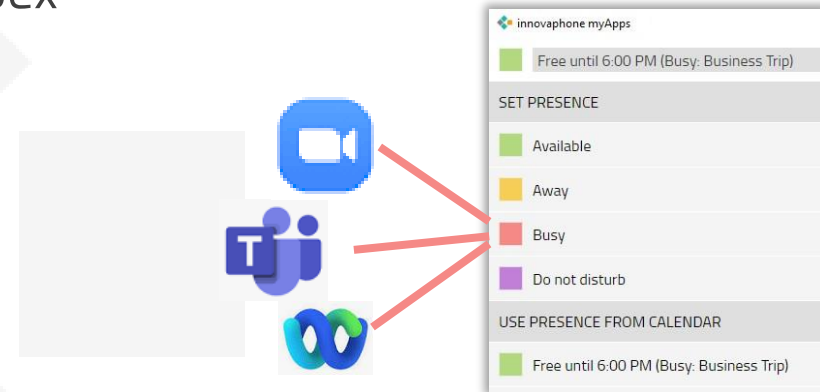 innovaphone myApps
Free until 6:00 PM (Busy: Business Trip)
SET PRESENCE
Available
Away
Busy
Do not disturb
USE PRESENCE FROM CALENDAR
Free until 6:00 PM (Busy: Business Trip)
T